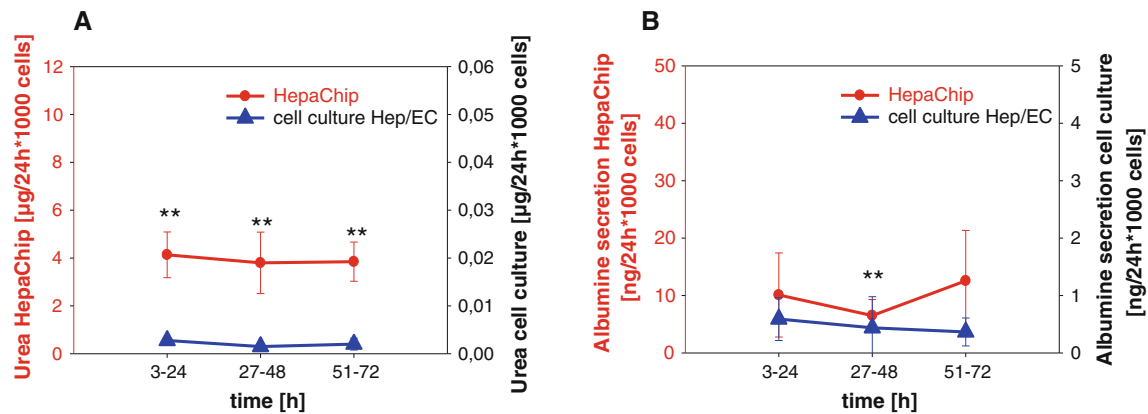 A
Urea HepaChip [µg/24h*1000 cells]
12
10
8
6
4
2
0
HepaChip
cell culture Hep/EC
**
**
**
0,06
0,05
0,04
0,03
0,02
0,01
0,00
Urea cell culture [µg/24h*1000 cells]
3-24
27-48
51-72
time [h]
B
Albumine secretion HepaChip
[ng/24h*1000 cells]
50
40
30
20
10
0
HepaChip
cell culture Hep/EC
**
5
4
3
2
1
0
Albumine secretion cell culture
[ng/24h*1000 cells]
3-24
27-48
51-72
time [h]